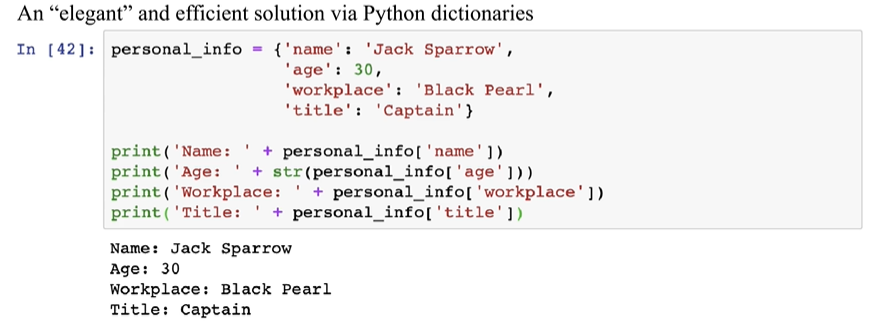 An “elegant” and efficient solution via Python dictionaries
In [42]: personal_info = {'name': 'Jack Sparrow',
'age': 30,
'workplace': 'Black Pearl',
'title': 'Captain'}
print('Name: ' + personal_info['name'])
print('Age: ' + str(personal_info['age']))
print('Workplace: ' + personal_info['workplace'])
print('Title: ' + personal_info['title'])
Name: Jack Sparrow
Age: 30
Workplace: Black Pearl
Title: Captain